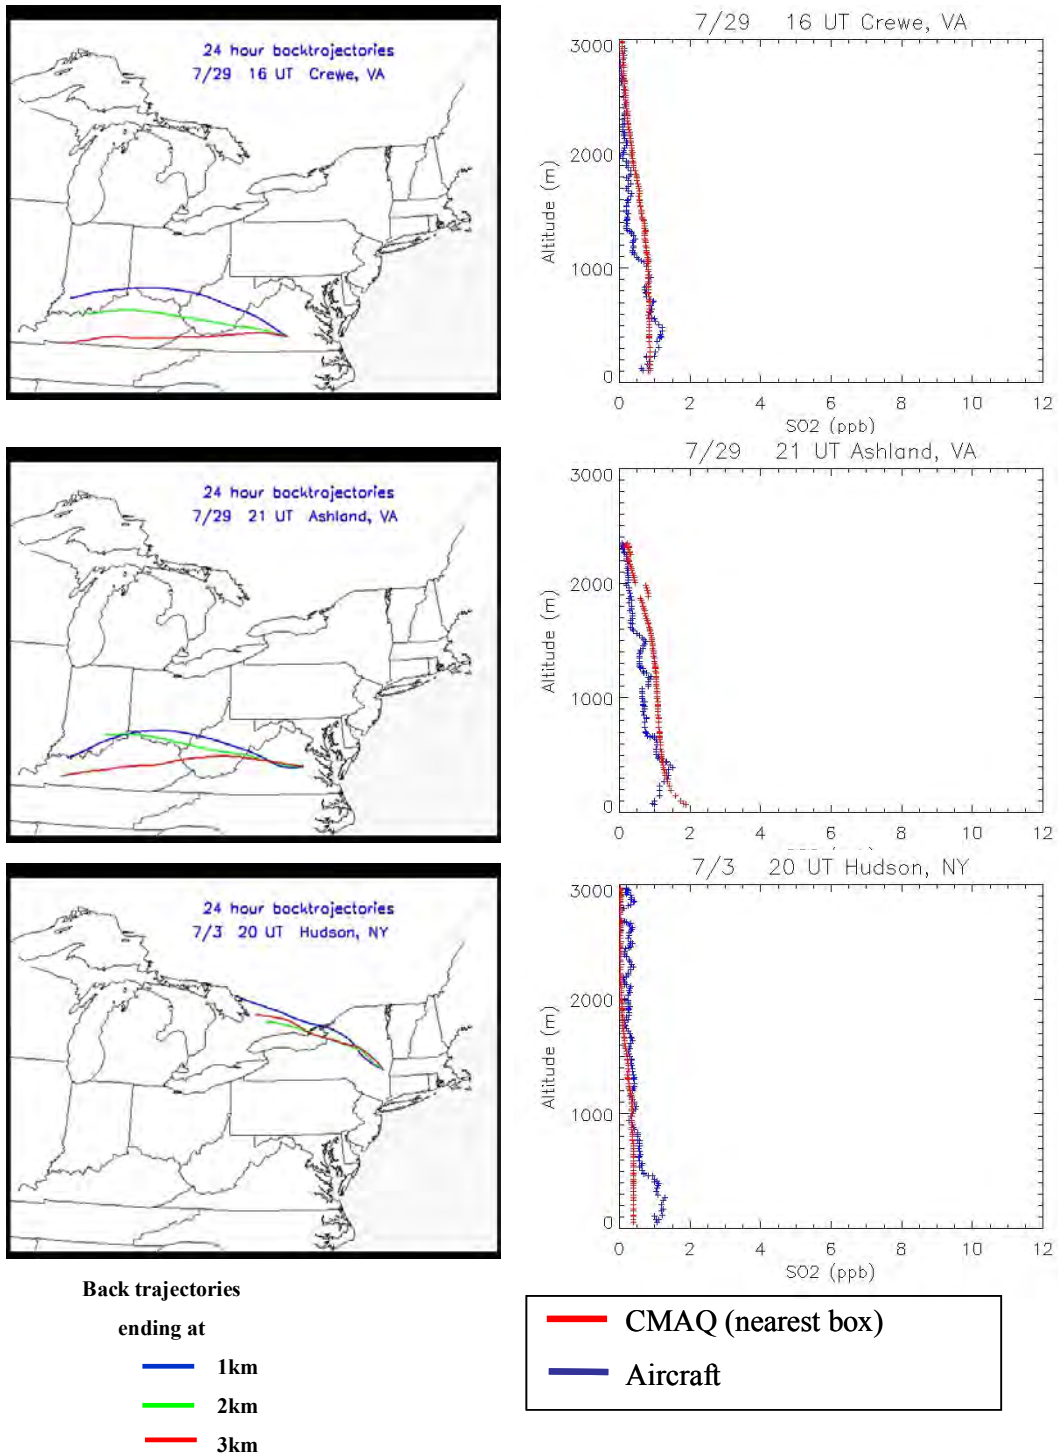 24 hour backtrajectories
7/29 16 UT Crewe, VA
7/29 16 UT Crewe, VA
3000
2000
1000
0
Altitude (m)
0 2 4 6 8 10 12
SO2 (ppb)
24 hour backtrajectories
7/29 21 UT Ashland, VA
7/29 21 UT Ashland, VA
3000
2000
1000
0
Altitude (m)
0 2 4 6 8 10 12
24 hour backtrajectories
7/3 20 UT Hudson, NY
7/3 20 UT Hudson, NY
3000
2000
1000
0
Altitude (m)
0 2 4 6 8 10 12
SO2 (ppb)
Back trajectories
ending at
1km
2km
3km
CMAQ (nearest box)
Aircraft